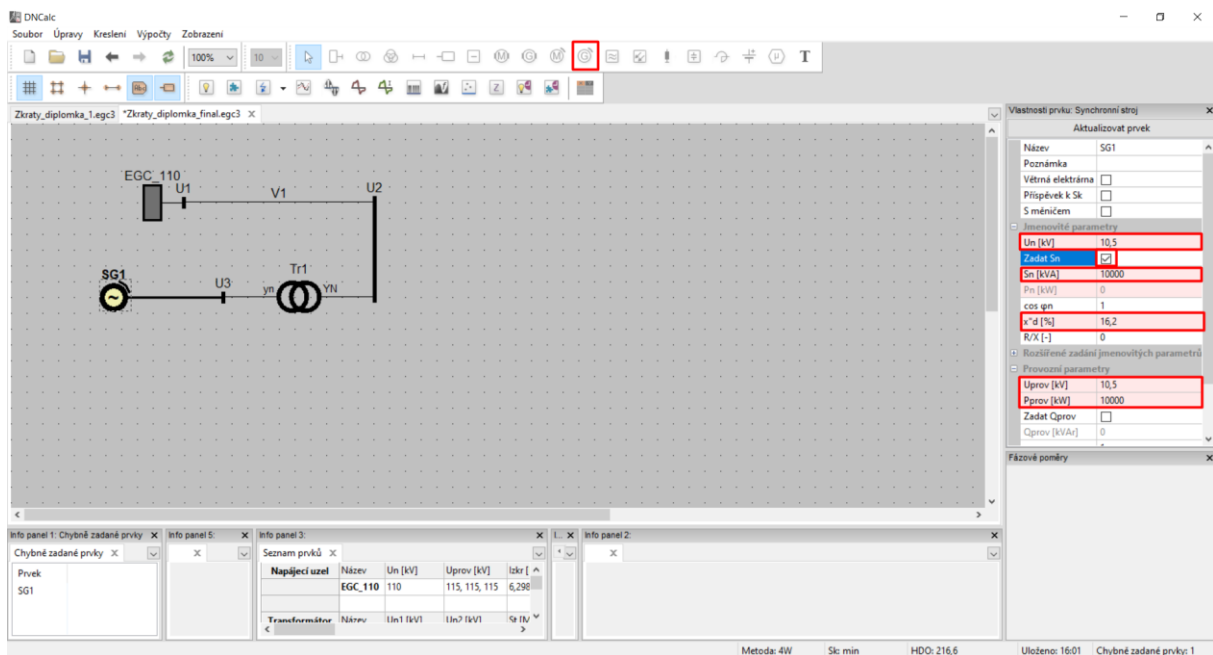 DNCalc
Soubor Úpravy Kreslení Výpočty Zobrazení
100% 10 M G M G µ T
Řeči Z
Zkraty_diplomka_1.egc3 *Zkraty_diplomka_final.egc3 X
EGC_110
U1
V1
U2
SG1
U3
yn
Tr1
YN
Vlastnosti prvku: Synchronní stroj
Aktualizovat prvek
Název SG1
Poznámka
Větrná elektrárna
Příspěvek k Sk
S měničem
Jmenovité parametry
Un [kV] 10,5
Zadat Sn
Sn [kVA] 10000
Pn [kW] 0
cos φn 1
x"d [%] 16,2
R/X [-] 0
Rozšířené zadání jmenovitých parametrů
Provozní parametry
Uprov [kV] 10,5
Pprov [kW] 10000
Zadat Qprov
Qprov [kVAr] 0
Fázové poměry
Info panel 1: Chybně zadané prvky
Chybně zadané prvky
Prvek
SG1
Info panel 5:
Info panel 3:
Seznam prvků
Napájecí uzel Název Un [kV] Uprov [kV] Izkr [
EGC_110 110 115, 115, 115 6,298
Transformátor Název Un1 [kV] Un2 [kV] St [M
I...
Info panel 2:
Metoda: 4W Sk: min HDO: 216,6 Uloženo: 16:01 Chybně zadané prvky: 1